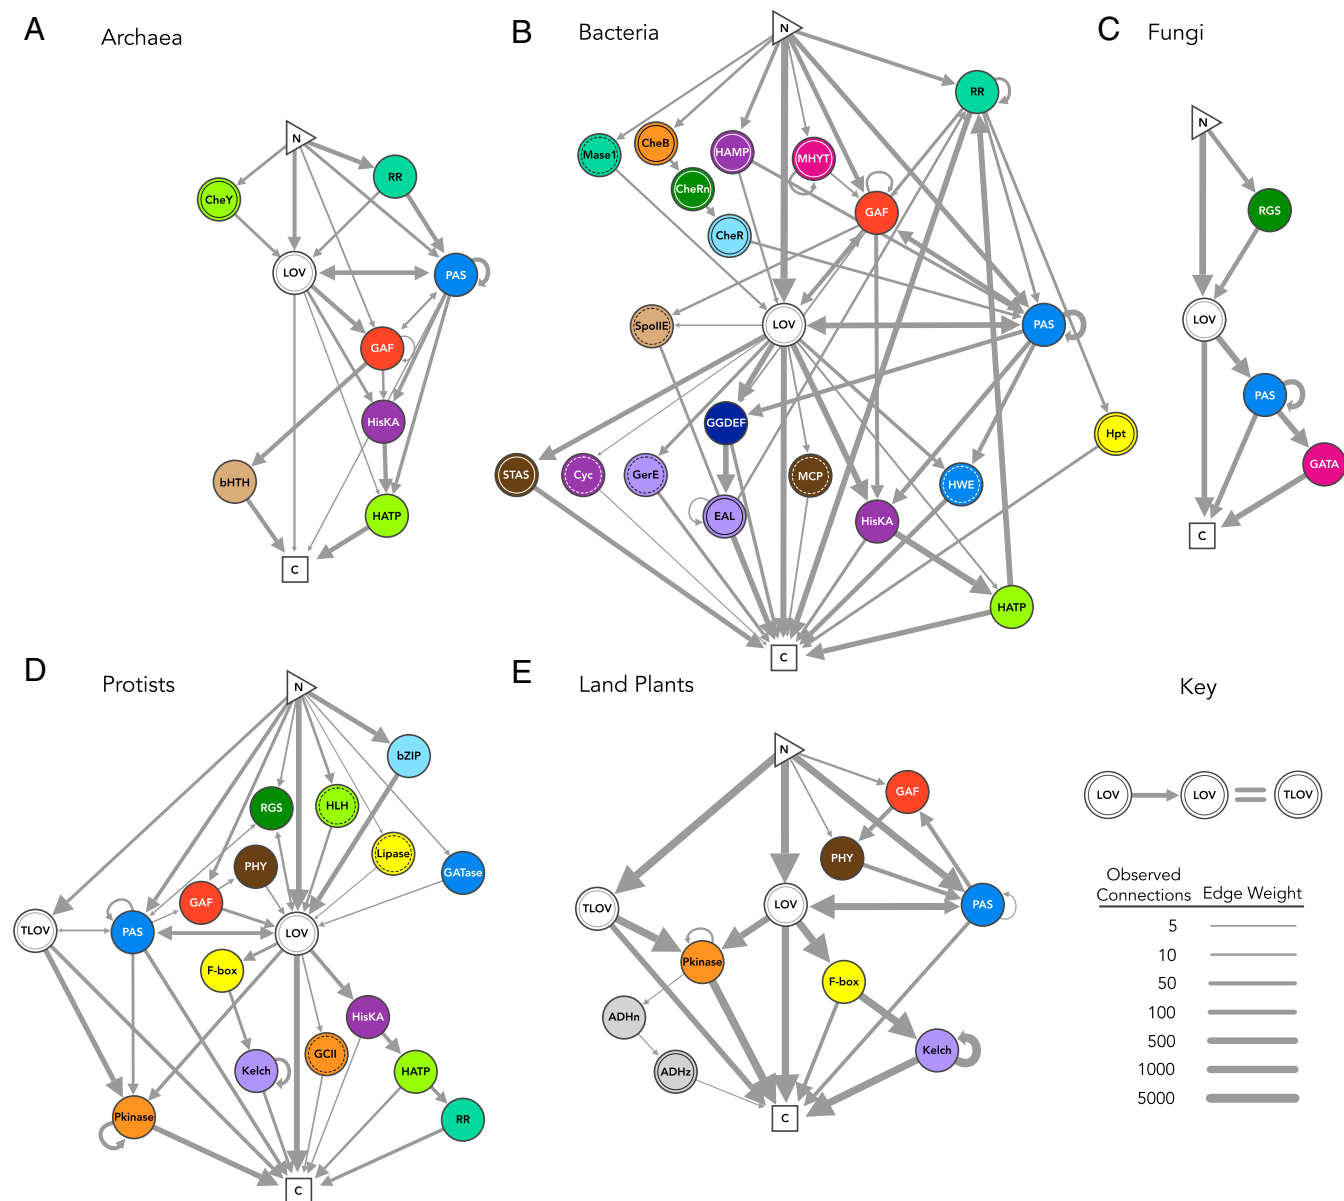 A
Archaea
N
CheY
RR
LOV
PAS
GAF
HisKA
bHTH
HATP
C
B
Bacteria
N
RR
Mase1
CheB
HAMP
MHYT
CheRn
GAF
CheR
SpoIIE
LOV
PAS
GGDEF
Hpt
STAS
Cyc
GerE
MCP
HWE
EAL
HisKA
HATP
C
C
Fungi
N
RGS
LOV
PAS
GATA
C
D
Protists
N
bZIP
RGS
HLH
PHY
Lipase
GATase
GAF
TLOV
PAS
LOV
F-box
HisKA
GCII
Kelch
HATP
Pkinase
RR
C
E
Land Plants
N
GAF
PHY
TLOV
LOV
PAS
Pkinase
F-box
ADHn
Kelch
ADHz
C
Key
LOV
LOV
TLOV
Observed
Connections
Edge Weight
5
10
50
100
500
1000
5000